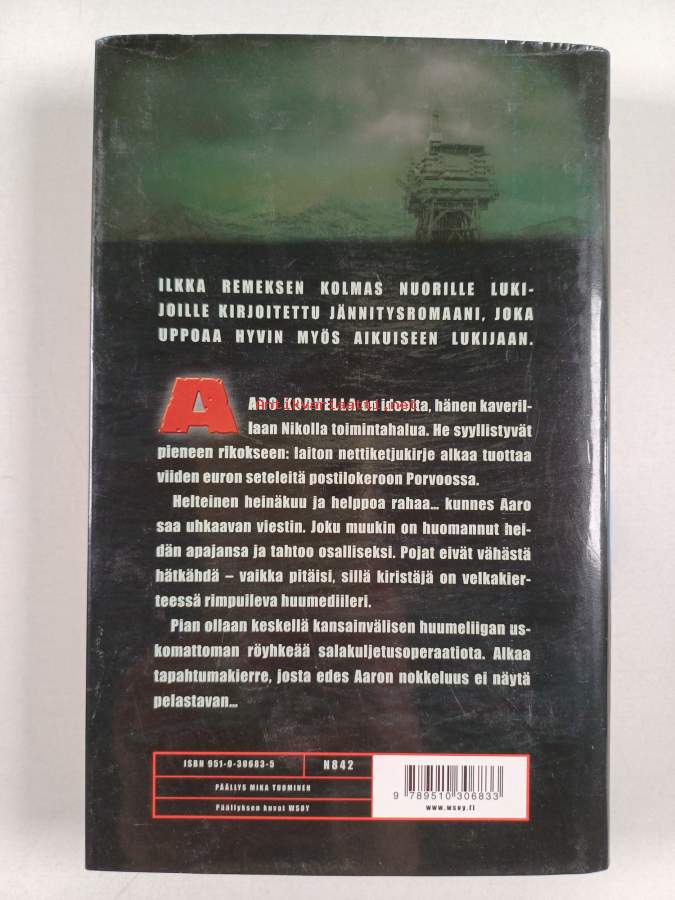 ILKKA REMEKSEN KOLMAS NUORILLE LUKI-
JOILLE KIRJOITETTU JÄNNITYSROMAANI, JOKA
UPPOAA HYVIN MYÖS AIKUISEEN LUKIJAAN.
AARO KORVELLA on ideoita, hänen kaveril-
Antikvariaatti.net
laan Nikolla toimintahalua. He syyllistyvät
pieneen rikokseen: laiton nettiketjukirje alkaa tuottaa
viiden euron seteleitä postilokeroon Porvoossa.
Helteinen heinäkuu ja helppoa rahaa... kunnes Aaro
saa uhkaavan viestin. Joku muukin on huomannut hei-
dän apajansa ja tahtoo osalliseksi. Pojat eivät vähästä
hätkähdä – vaikka pitäisi, sillä kiristäjä on velkakier-
teessä rimpuileva huumediileri.
Pian ollaan keskellä kansainvälisen huumeliigan us-
komattoman röyhkeää salakuljetusoperaatiota. Alkaa
tapahtumakierre, josta edes Aaron nokkeluus ei näytä
pelastavan...
ISBN 951-0-30683-5 N842
PÄÄLLYS MIKA TUOMINEN
Päällyksen kuvat WSOY
9 789510 306833
www.wsoy.fi